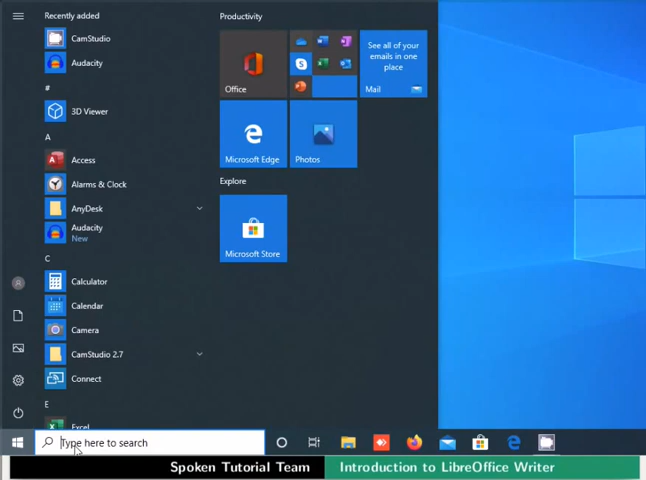 Recently added
CamStudio
Audacity
#
3D Viewer
A
Access
Alarms & Clock
AnyDesk
Audacity
New
C
Calculator
Calendar
Camera
CamStudio 2.7
Connect
E
Excel
Productivity
Office
See all of your
emails in one
place
Mail
Microsoft Edge
Photos
Explore
Microsoft Store
Type here to search
Spoken Tutorial Team
Introduction to LibreOffice Writer